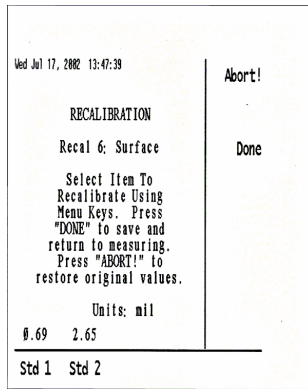 Wed Jul 17, 2002 13:47:39
Abort!
RECALIBRATION
Recal 6: Surface
Done
Select Item To
Recalibrate Using
Menu Keys. Press
"DONE" to save and
return to measuring.
Press "ABORT!" to
restore original values.
Units: mil
0.69 2.65
Std 1 Std 2